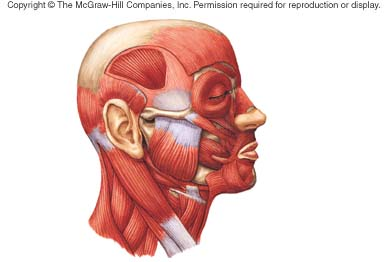 Copyright © The McGraw-Hill Companies, Inc. Permission required for reproduction or display.